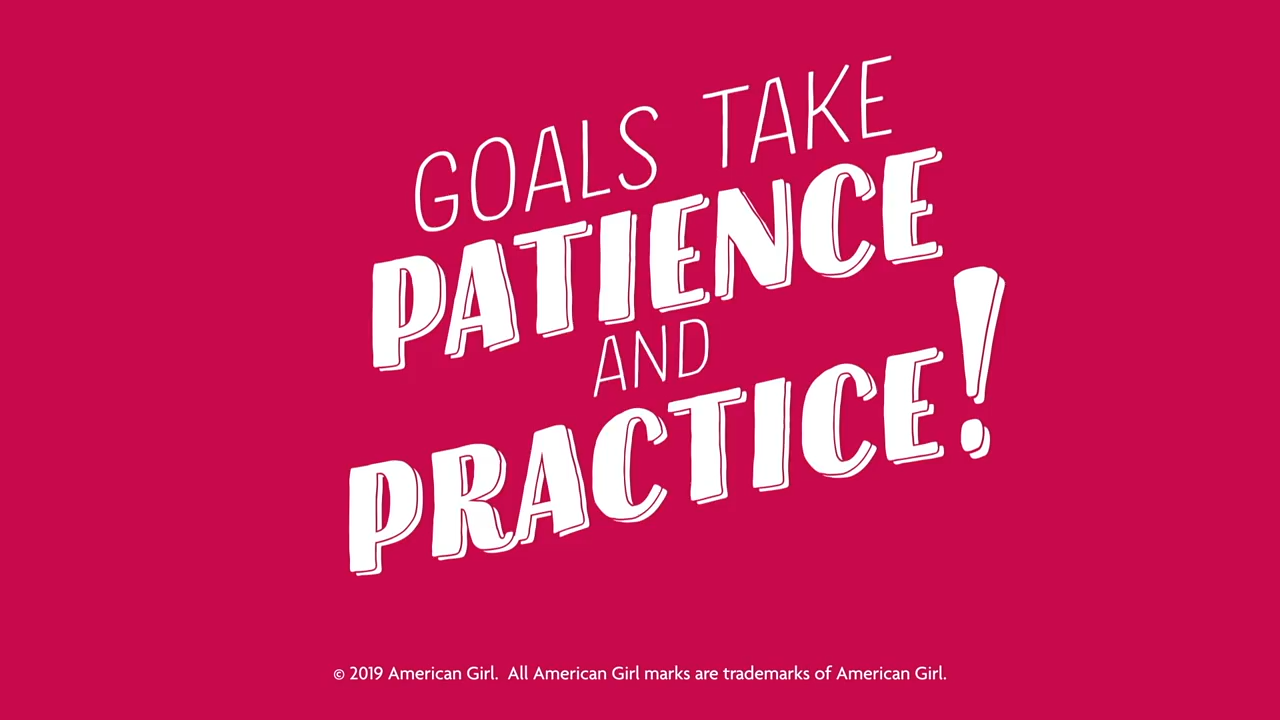 GOALS TAKE
PATIENCE
AND
PRACTICE!
© 2019 American Girl. All American Girl marks are trademarks of American Girl.